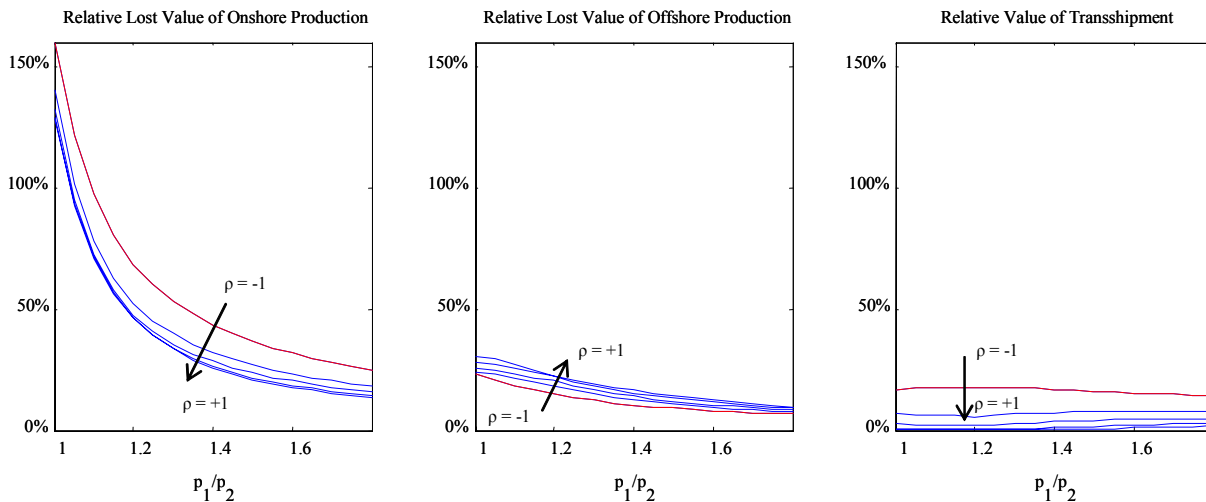 Relative Lost Value of Onshore Production
150%
100%
50%
0%
1
1.2
1.4
1.6
ρ = -1
ρ = +1
p1/p2
Relative Lost Value of Offshore Production
150%
100%
50%
0%
1
1.2
1.4
1.6
ρ = +1
ρ = -1
p1/p2
Relative Value of Transshipment
150%
100%
50%
0%
1
1.2
1.4
1.6
ρ = -1
ρ = +1
p1/p2